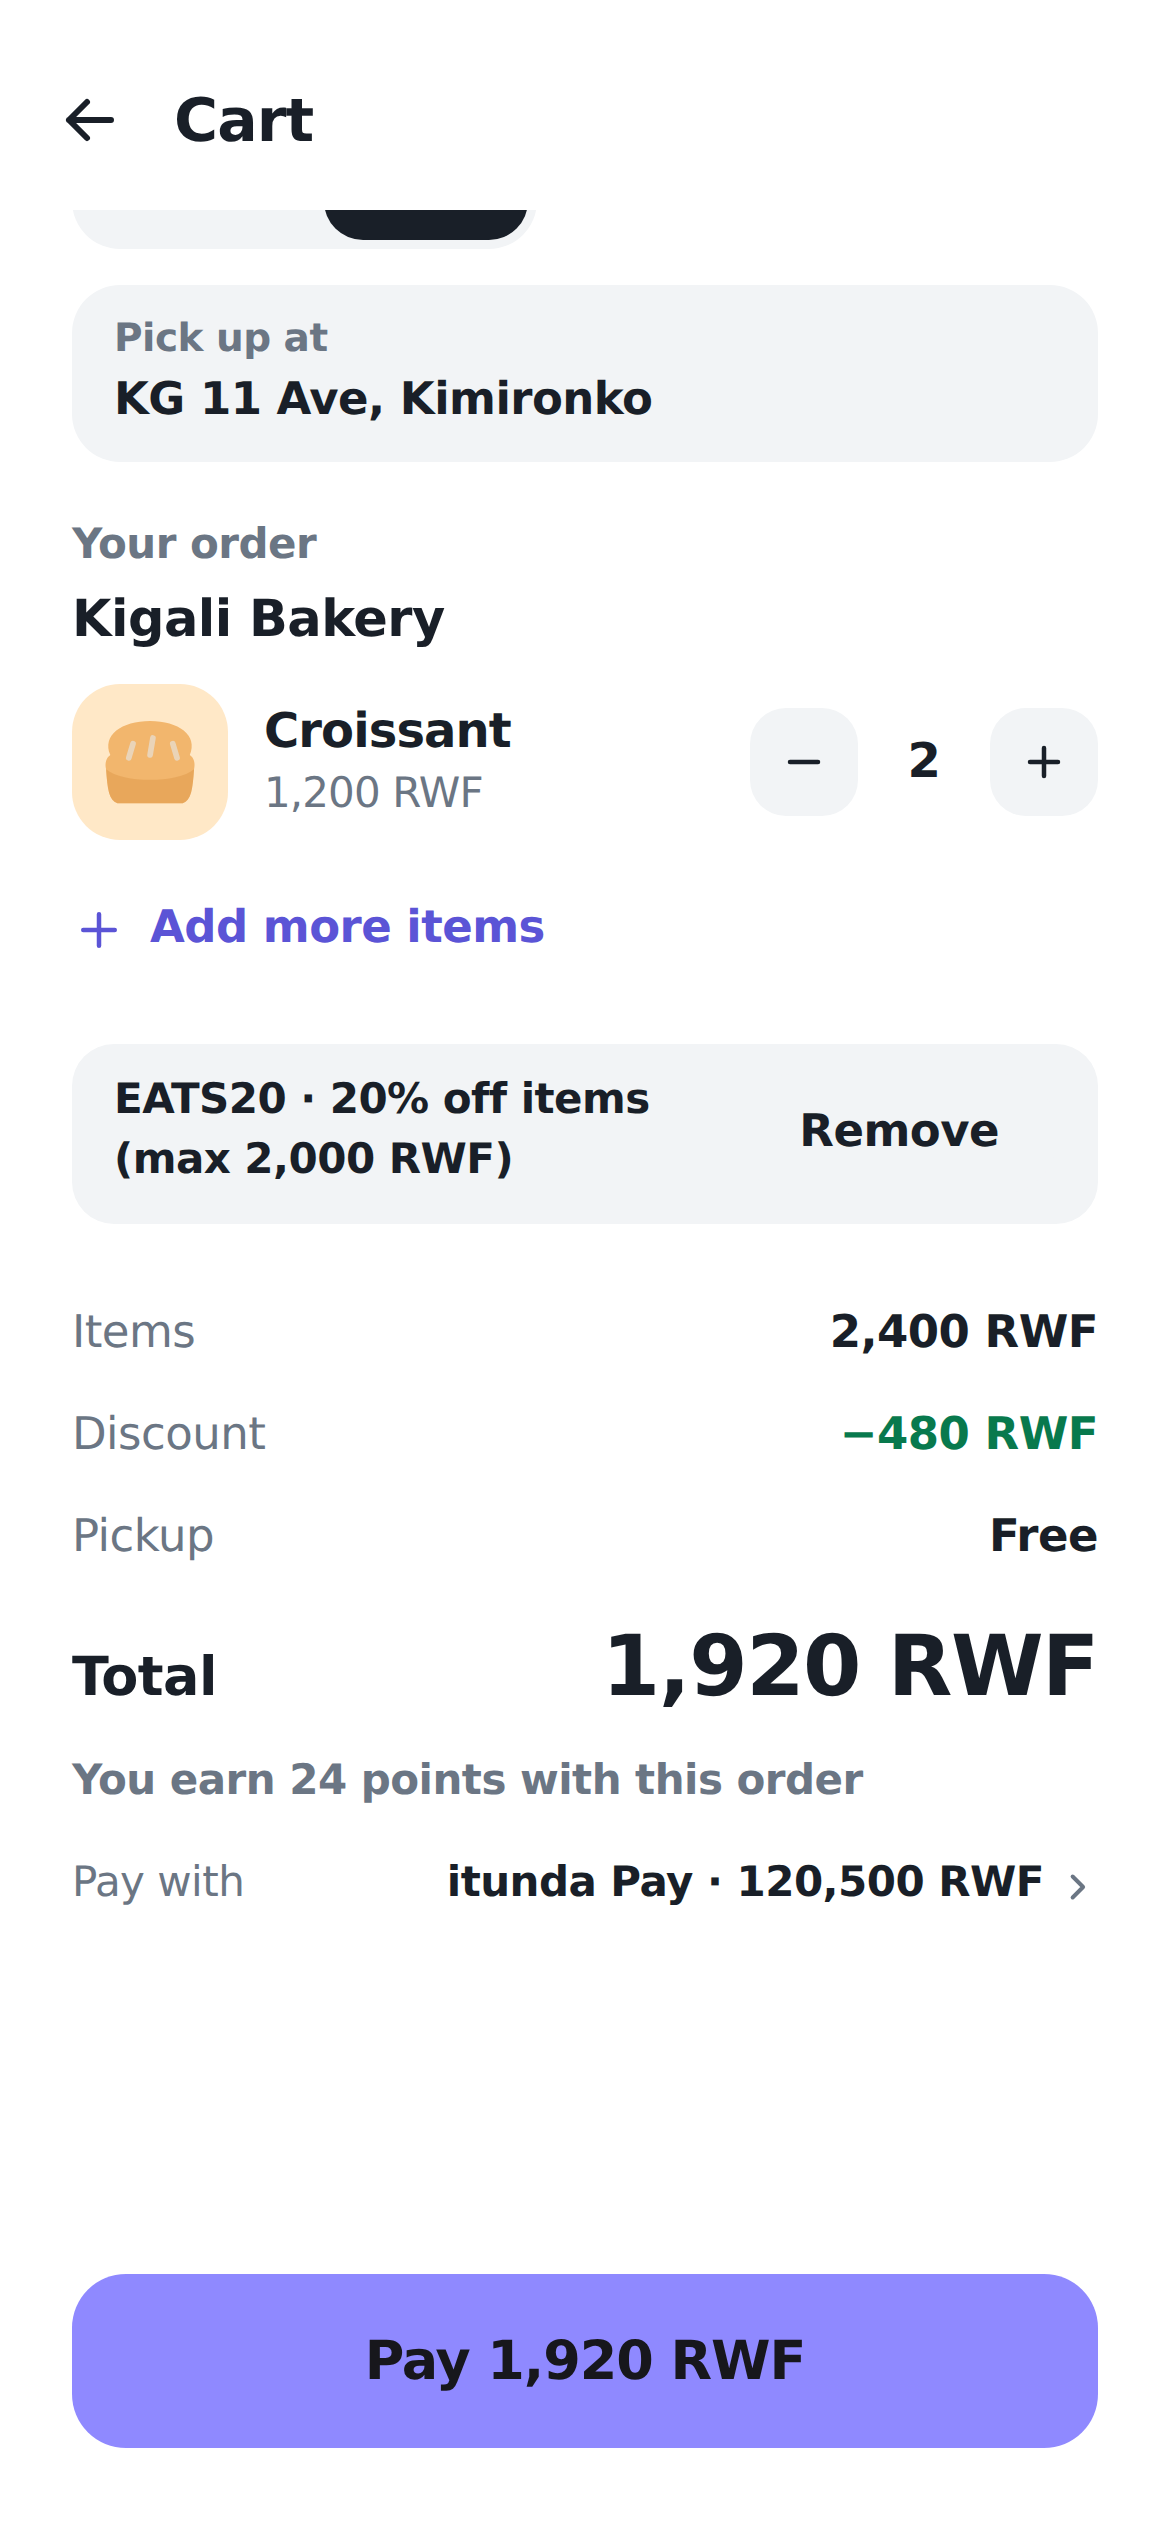 Cart
Pick up at
KG 11 Ave, Kimironko
Your order
Kigali Bakery
Croissant
1,200 RWF
2
Add more items
EATS20 · 20% off items
(max 2,000 RWF)
Remove
Items
2,400 RWF
Discount
−480 RWF
Pickup
Free
Total
1,920 RWF
You earn 24 points with this order
Pay with
itunda Pay · 120,500 RWF
Pay 1,920 RWF